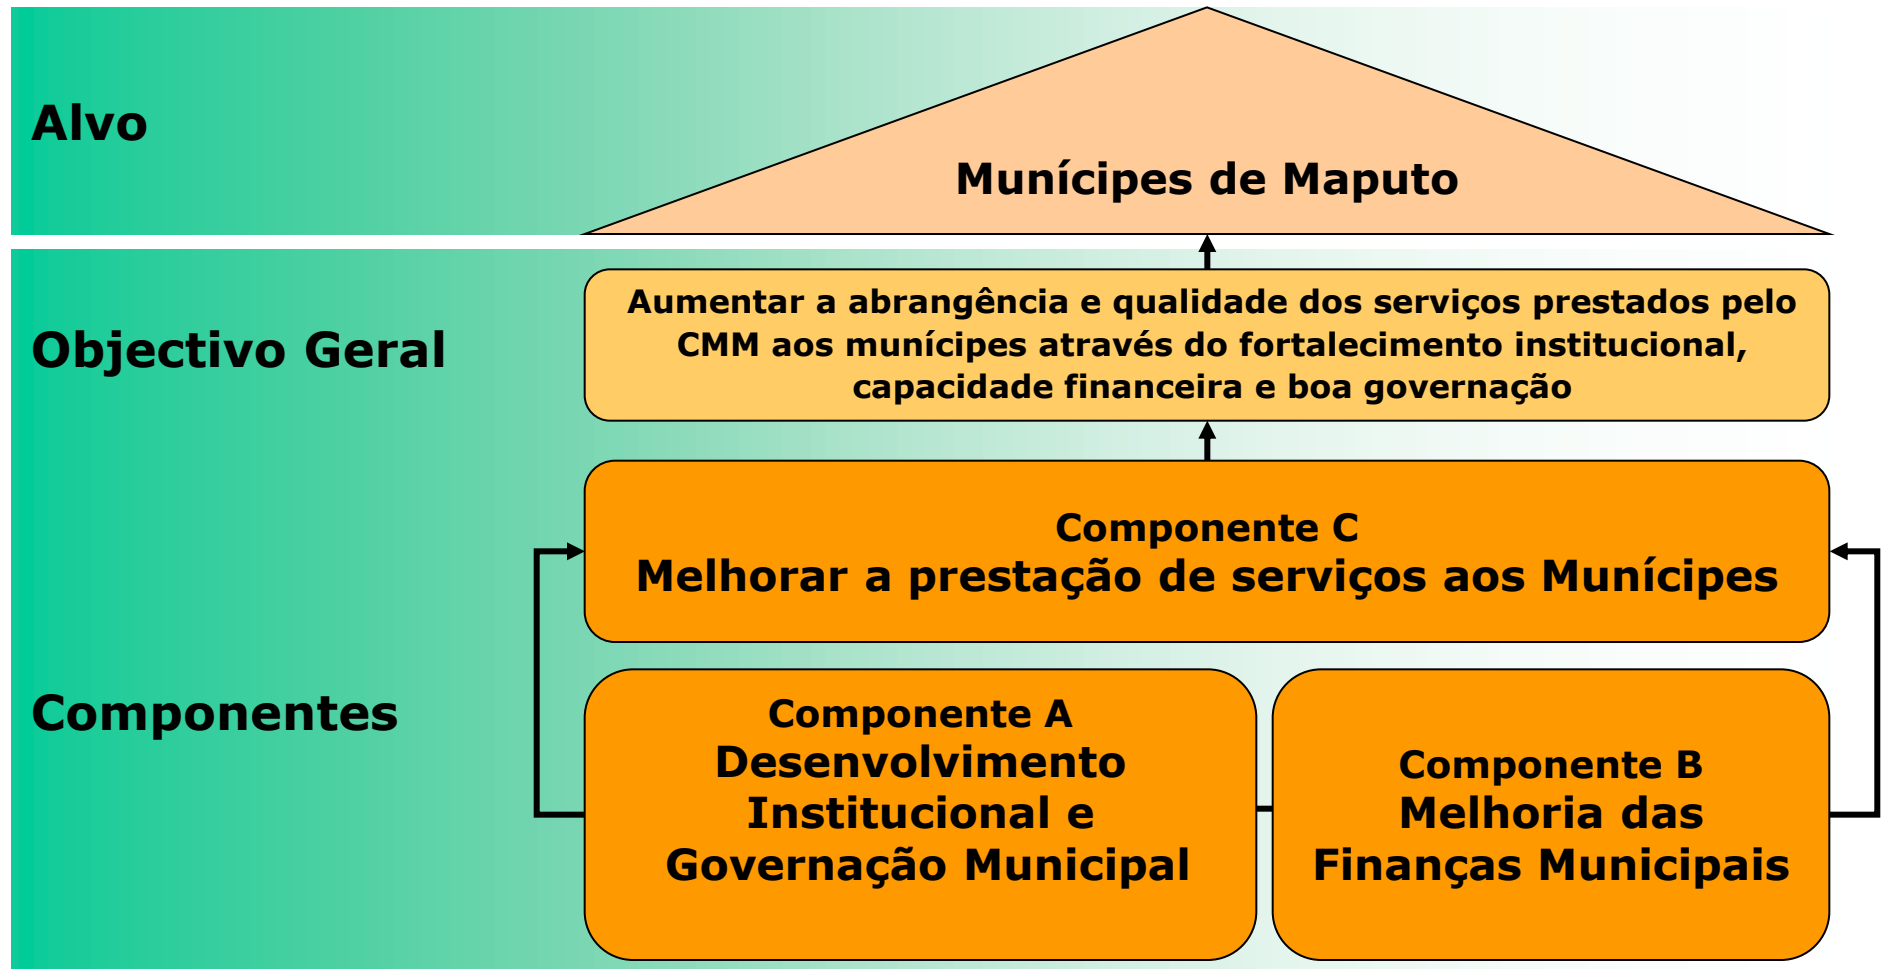 Alvo
Munícipes de Maputo
Objectivo Geral
Aumentar a abrangência e qualidade dos serviços prestados pelo
CMM aos munícipes através do fortalecimento institucional,
capacidade financeira e boa governação
Componentes
Componente C
Melhorar a prestação de serviços aos Munícipes
Componente A
Desenvolvimento
Institucional e
Governação Municipal
Componente B
Melhoria das
Finanças Municipais